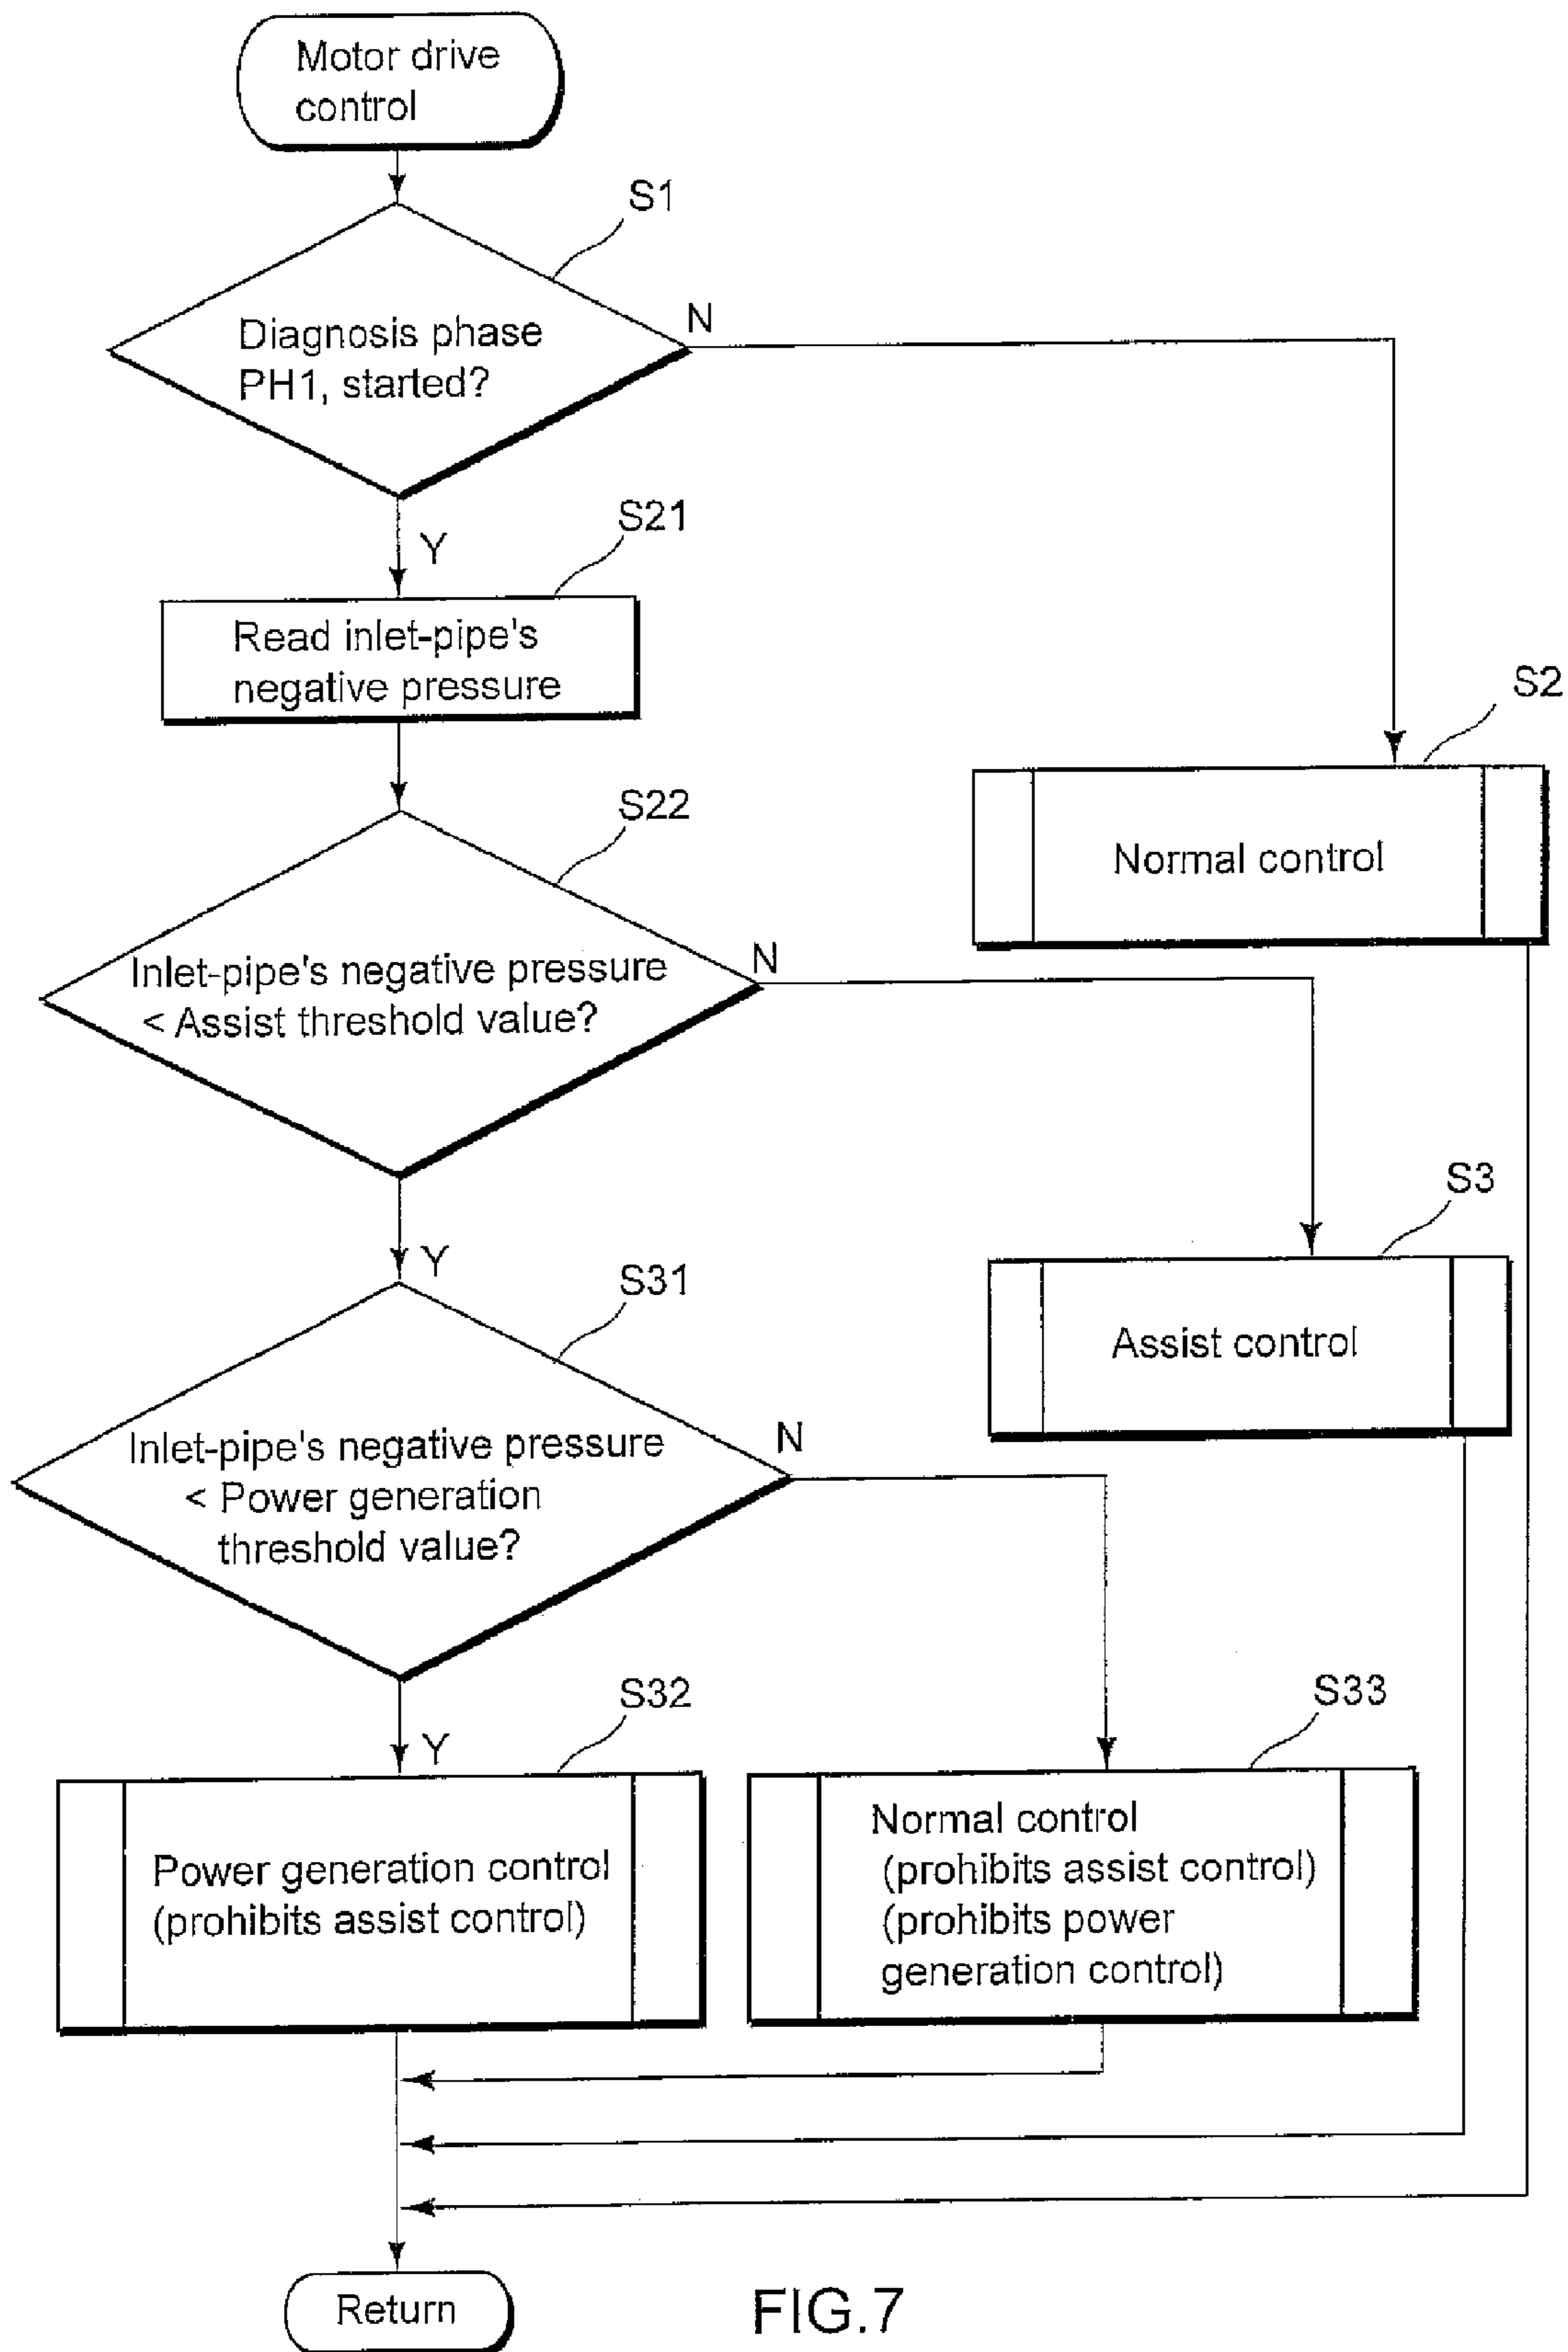 Motor drive
control
S1
N
Diagnosis phase
PH1, started?
Y
S21
Read inlet-pipe's
negative pressure
S2
Normal control
S22
N
Inlet-pipe's negative pressure
< Assist threshold value?
Y
S3
Assist control
S31
N
Inlet-pipe's negative pressure
< Power generation
threshold value?
Y
S32
Power generation control
(prohibits assist control)
S33
Normal control
(prohibits assist control)
(prohibits power
generation control)
Return
FIG.7